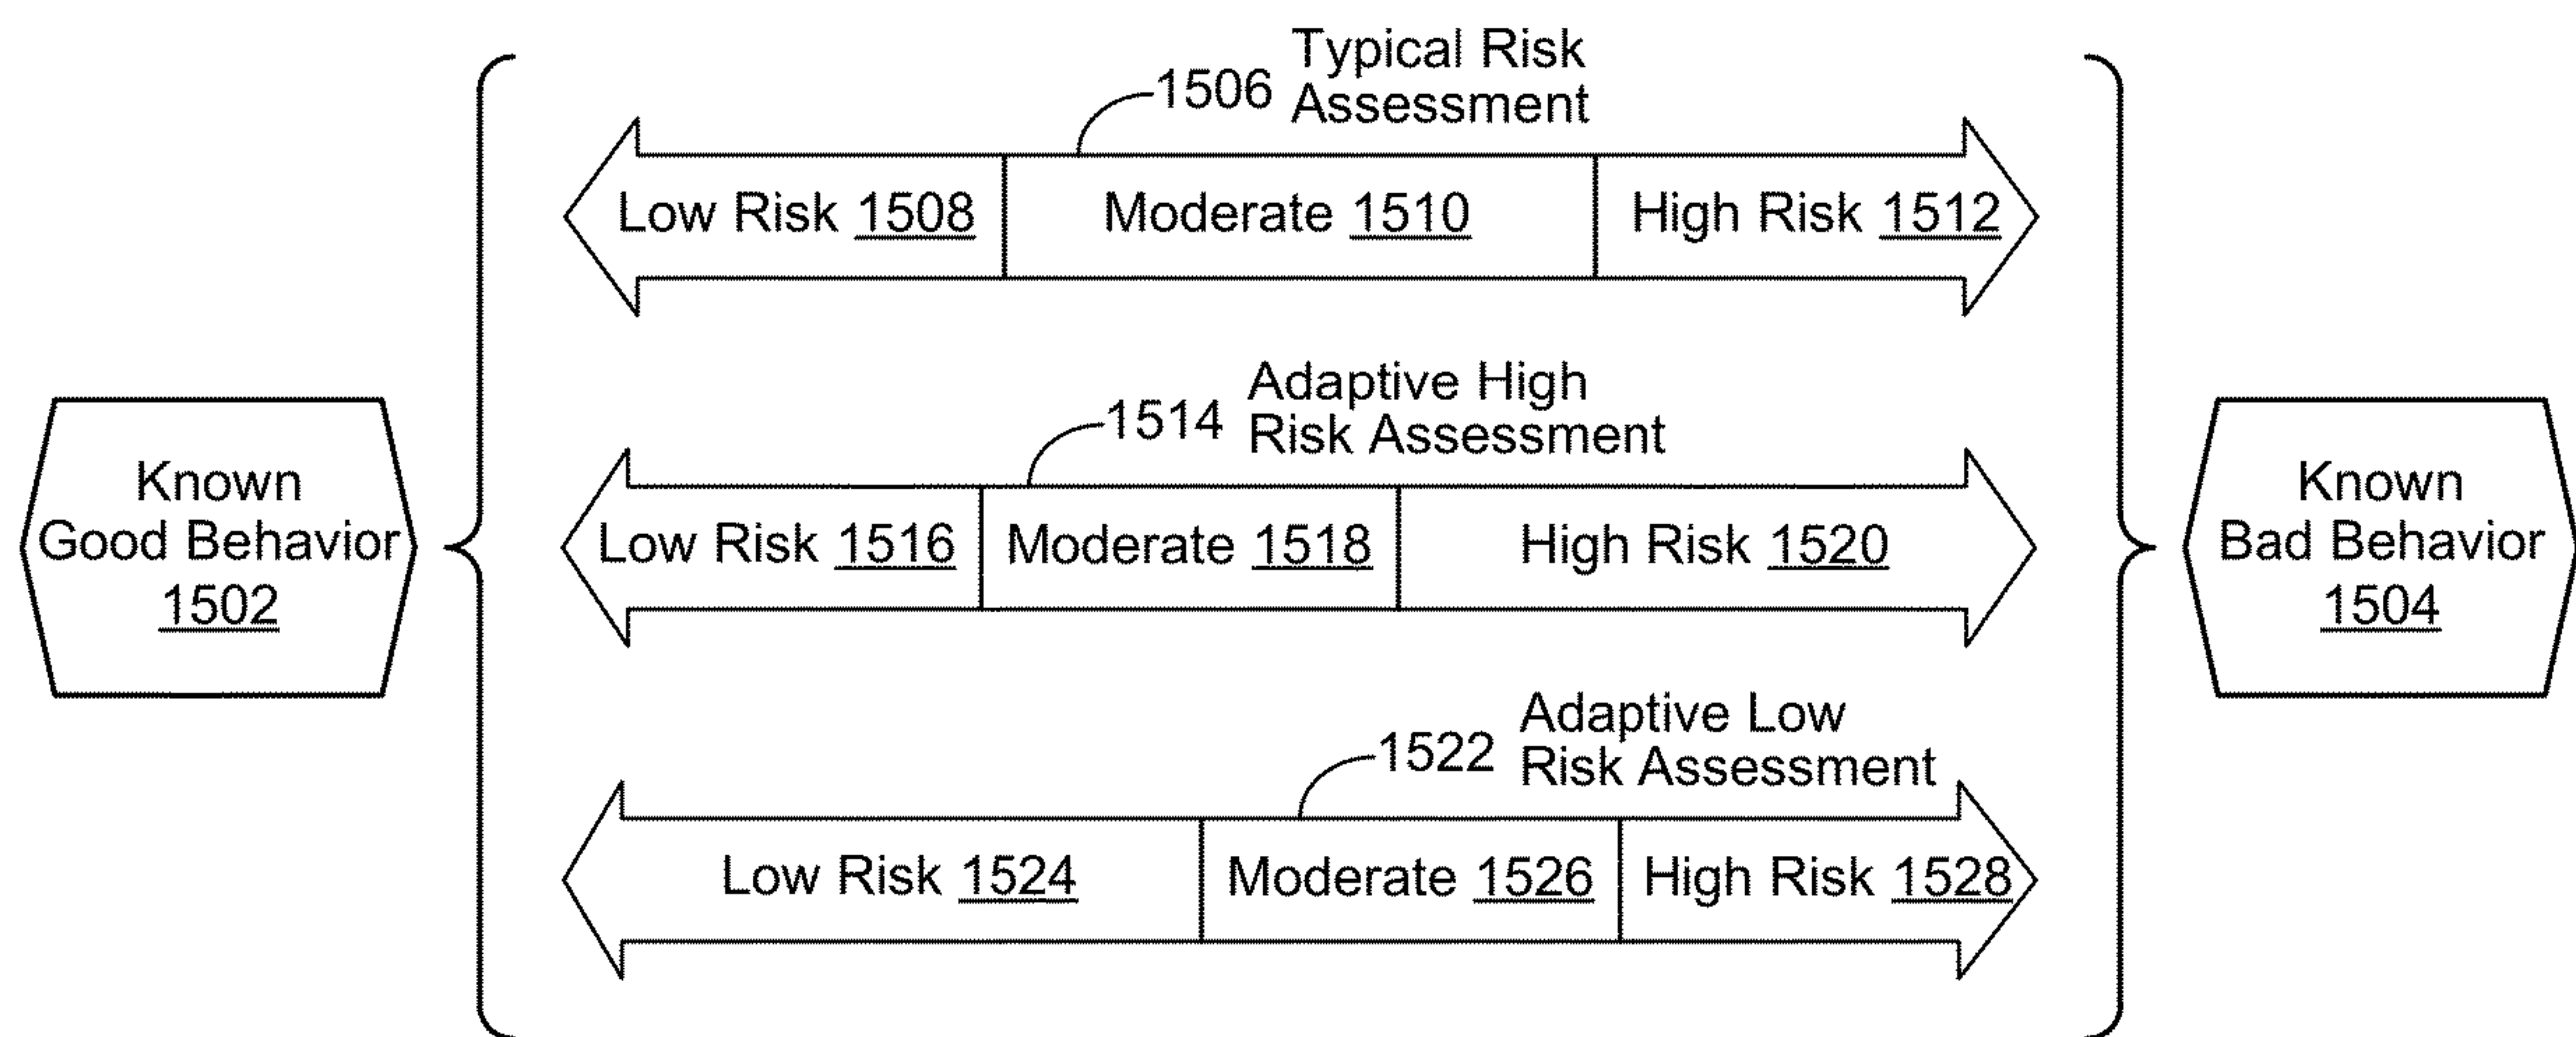 Typical Risk
1506 Assessment
Low Risk 1508 Moderate 1510 High Risk 1512
Adaptive High
1514 Risk Assessment
Known
Good Behavior
1502
Low Risk 1516 Moderate 1518 High Risk 1520
Known
Bad Behavior
1504
Adaptive Low
1522 Risk Assessment
Low Risk 1524 Moderate 1526 High Risk 1528